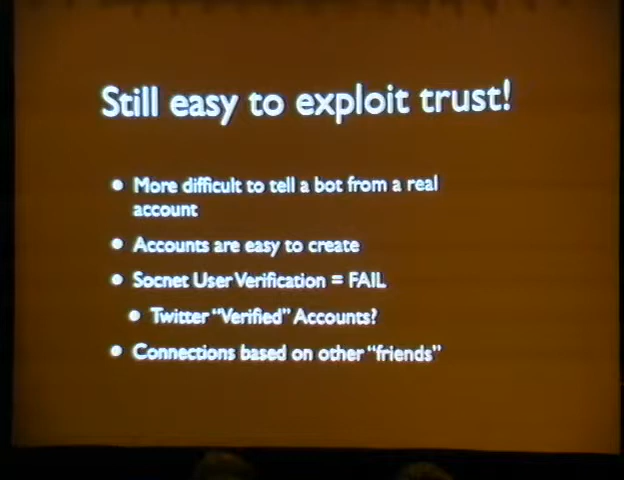 Still easy to exploit trust!
• More difficult to tell a bot from a real
account
• Accounts are easy to create
• Socnet User Verification = FAIL
• Twitter "Verified" Accounts?
• Connections based on other "friends"